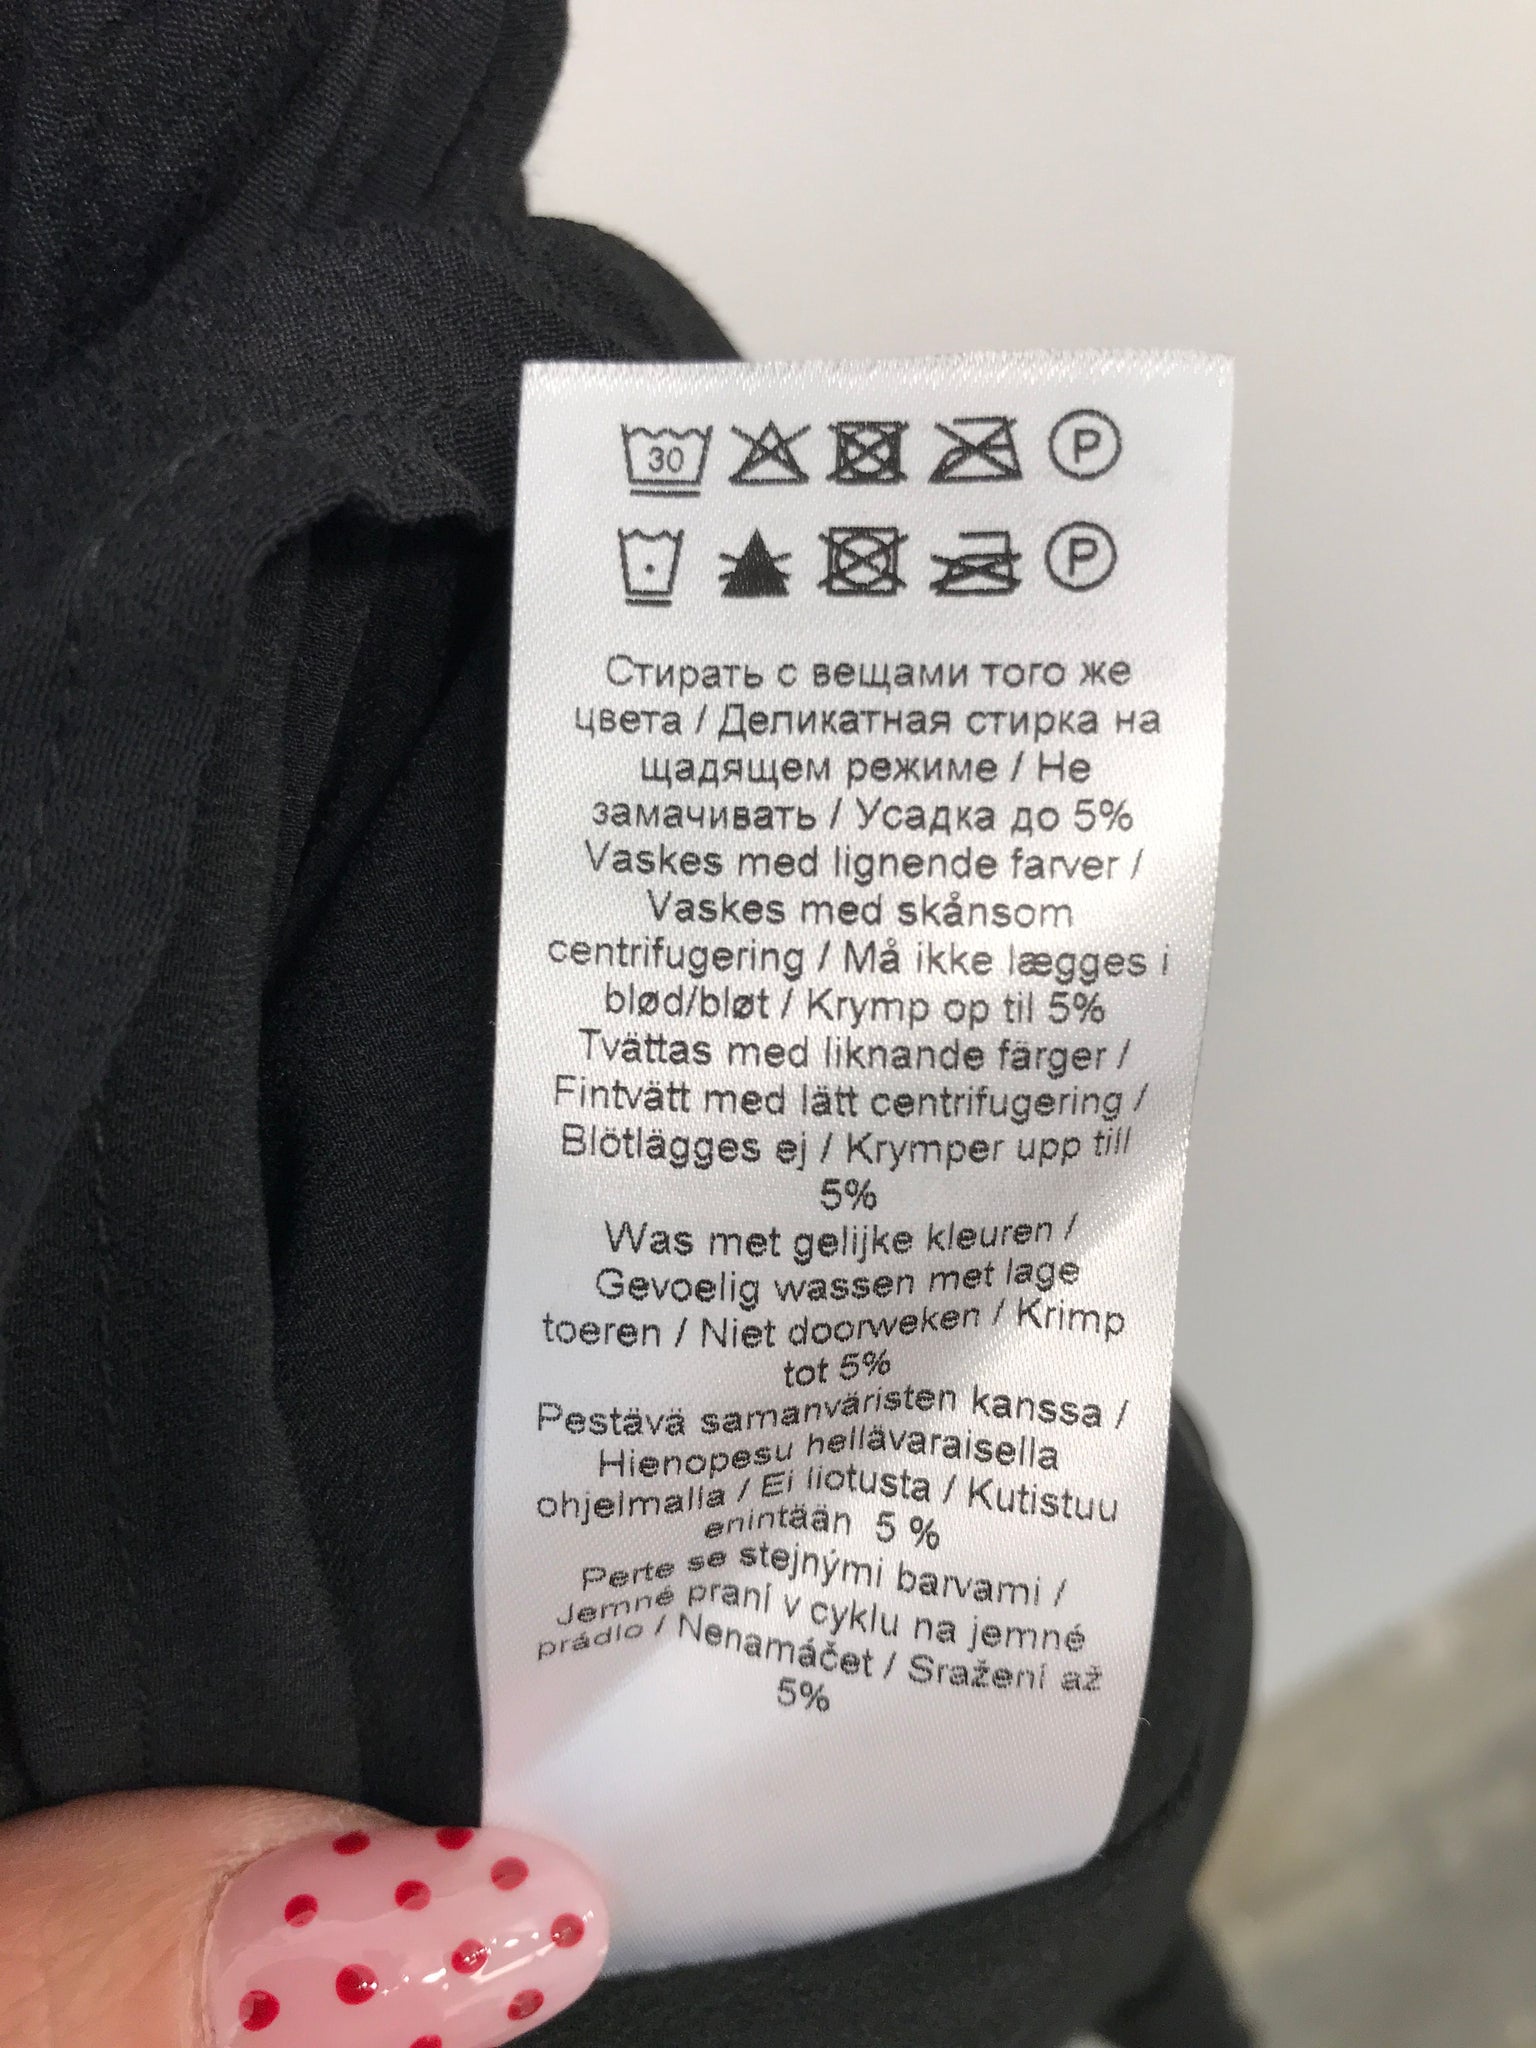 30 P
P
Стирать с вещами того же
цвета / Деликатная стирка на
щадящем режиме / Не
замачивать / Усадка до 5%
Vaskes med lignende farver /
Vaskes med skånsom
centrifugering / Må ikke lægges i
blød/bløt / Krymp op til 5%
Tvättas med liknande färger /
Fintvätt med lätt centrifugering /
Blötlägges ej / Krymper upp till
5%
Was met gelijke kleuren /
Gevoelig wassen met lage
toeren / Niet doorweken / Krimp
tot 5%
Pestävä samanväristen kanssa /
Hienopesu hellävaraisella
ohjelmalla / Ei liotusta / Kutistuu
enintään 5 %
Perte se stejnými barvami /
Jemné praní v cyklu na jemné
prádlo / Nenamáčet / Sražení až
5%